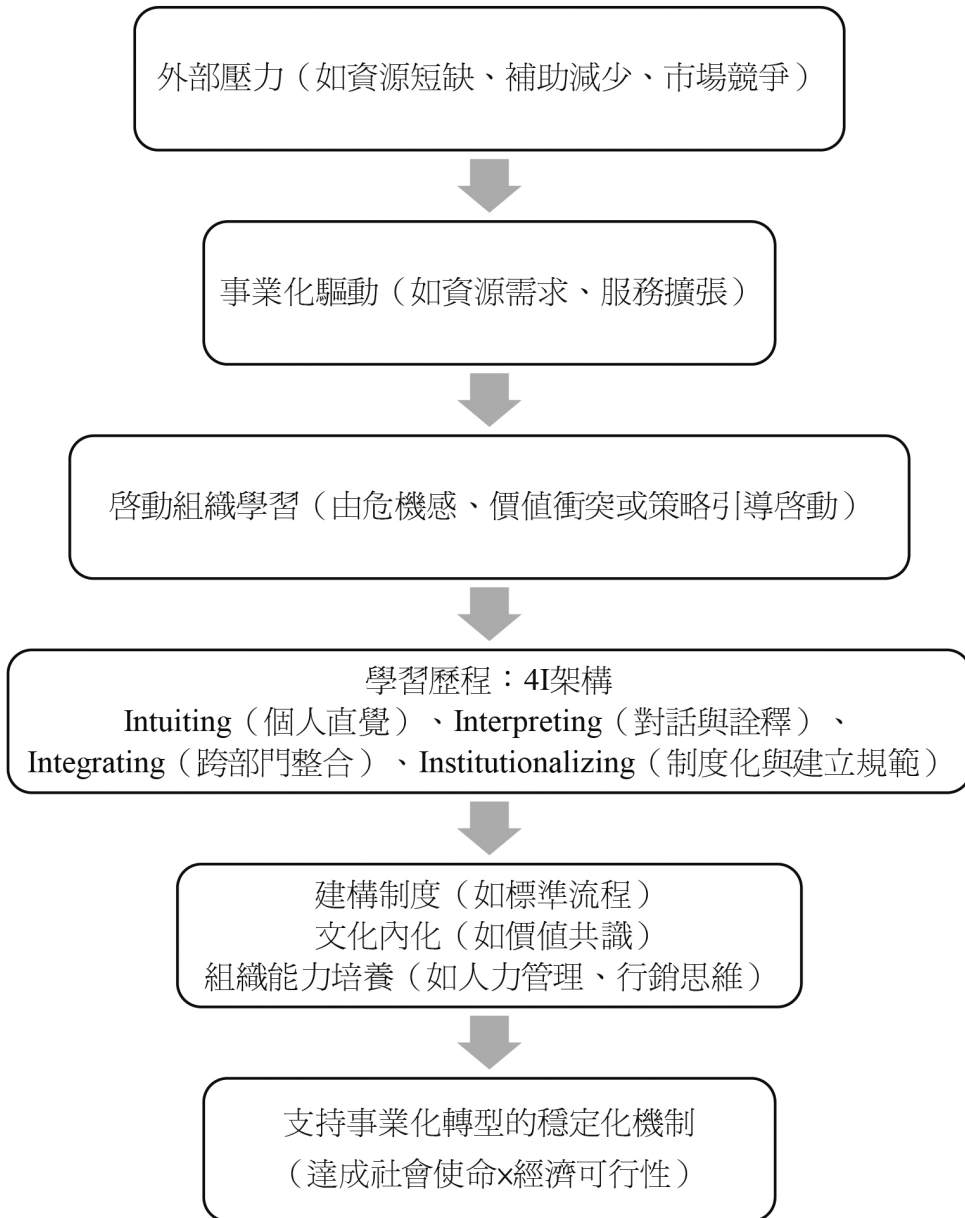 外部壓力（如資源短缺、補助減少、市場競爭）
事業化驅動（如資源需求、服務擴張）
啓動組織學習（由危機感、價值衝突或策略引導啓動）
學習歷程：4I架構
Intuiting（個人直覺）、Interpreting（對話與詮釋）、
Integrating（跨部門整合）、Institutionalizing（制度化與建立規範）
建構制度（如標準流程）
文化內化（如價值共識）
組織能力培養（如人力管理、行銷思維）
支持事業化轉型的穩定化機制
（達成社會使命×經濟可行性）